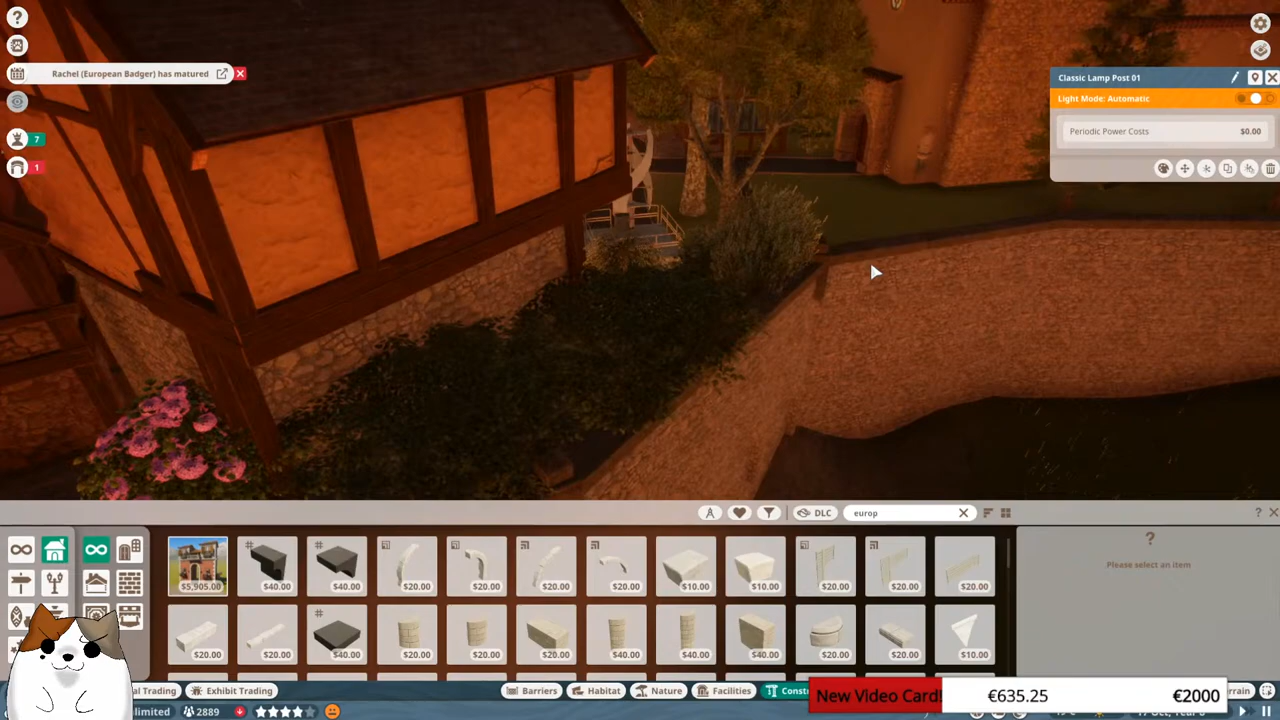 Rachel (European Badger) has matured
7
1
Classic Lamp Post 01
Light Mode: Automatic
Periodic Power Costs $0.00
DLC europ
Please select an item
$5,905.00 $40.00 $40.00 $20.00 $20.00 $20.00 $20.00 $10.00 $10.00 $20.00 $20.00 $20.00
$20.00 $20.00 $40.00 $20.00 $20.00 $20.00 $40.00 $40.00 $40.00 $20.00 $20.00 $10.00
Trading Exhibit Trading Barriers Habitat Nature Facilities
New Video Card! €635.25 €2000
2889